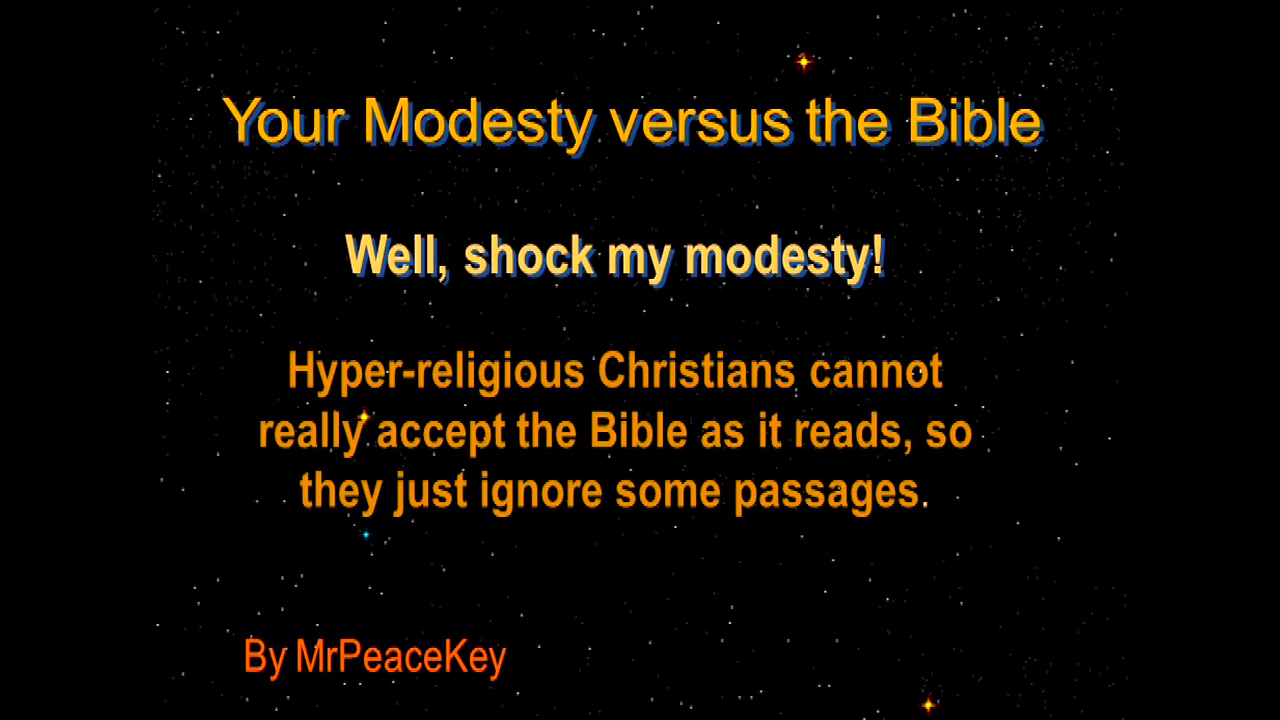 Your Modesty versus the Bible
Well, shock my modesty!
Hyper-religious Christians cannot
really accept the Bible as it reads, so
they just ignore some passages.
By MrPeaceKey